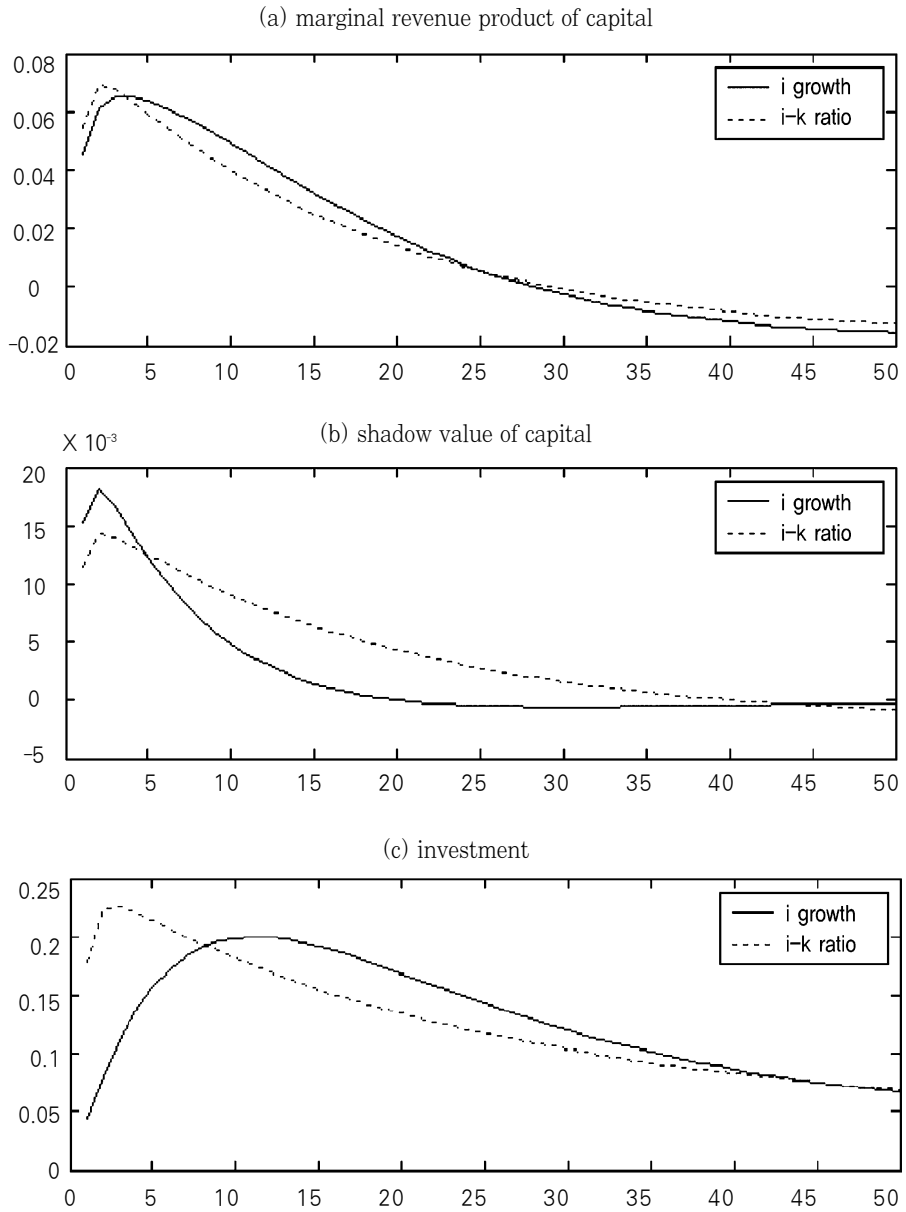 (a) marginal revenue product of capital
0.08
0.06
0.04
0.02
0
−0.02
i growth
i−k ratio
0 5 10 15 20 25 30 35 40 45 50
(b) shadow value of capital
X 10⁻³
20
15
10
5
0
−5
i growth
i−k ratio
0 5 10 15 20 25 30 35 40 45 50
(c) investment
0.25
0.2
0.15
0.1
0.05
0
i growth
i−k ratio
0 5 10 15 20 25 30 35 40 45 50